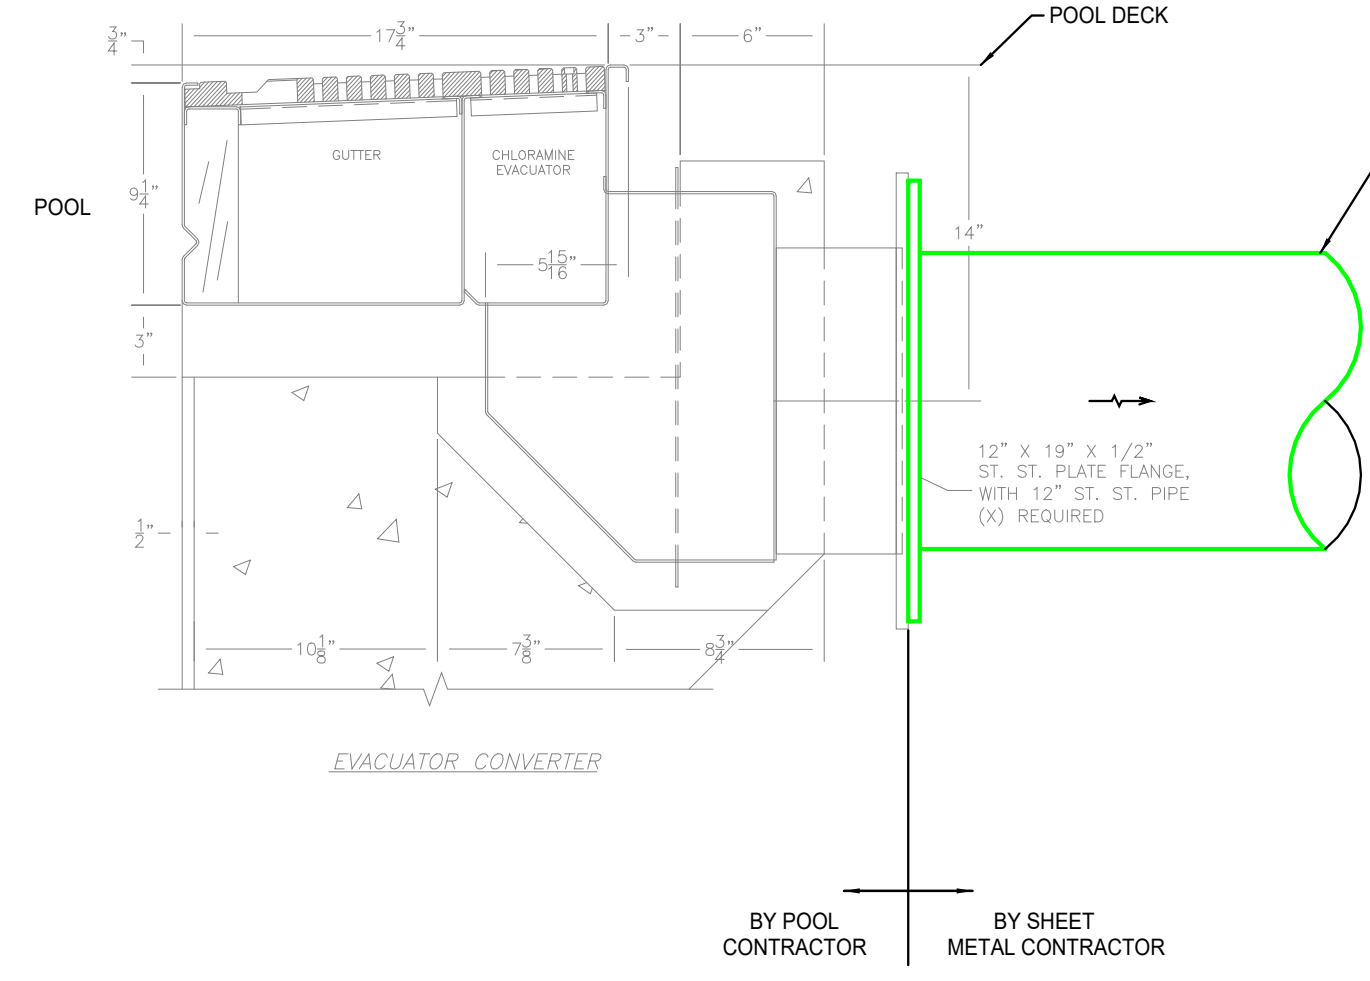 POOL DECK
3/4"
17 3/4"
3"
6"
GUTTER
CHLORAMINE
EVACUATOR
POOL
9 1/4"
14"
5 15/16"
3"
12" X 19" X 1/2"
ST. ST. PLATE FLANGE,
WITH 12" ST. ST. PIPE
(X) REQUIRED
1/2"
10 1/8"
7 3/8"
8 3/4"
EVACUATOR CONVERTER
BY POOL
CONTRACTOR
BY SHEET
METAL CONTRACTOR